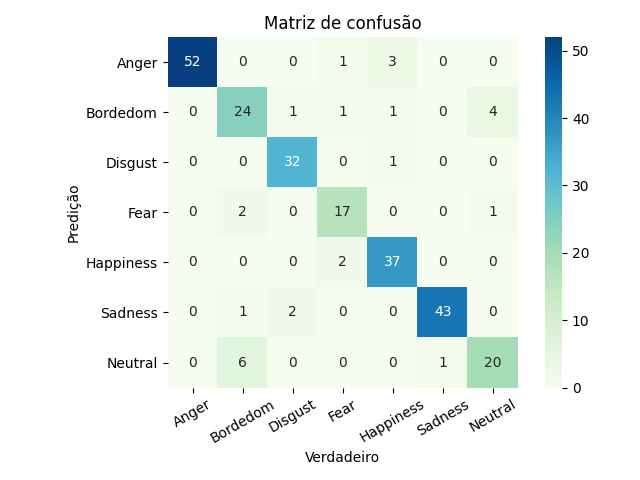 Matriz de confusão
Predição
Anger 52 0 0 1 3 0 0
Bordedom 0 24 1 1 1 0 4
Disgust 0 0 32 0 1 0 0
Fear 0 2 0 17 0 0 1
Happiness 0 0 0 2 37 0 0
Sadness 0 1 2 0 0 43 0
Neutral 0 6 0 0 0 1 20
Anger Bordedom Disgust Fear Happiness Sadness Neutral
Verdadeiro
50
40
30
20
10
0